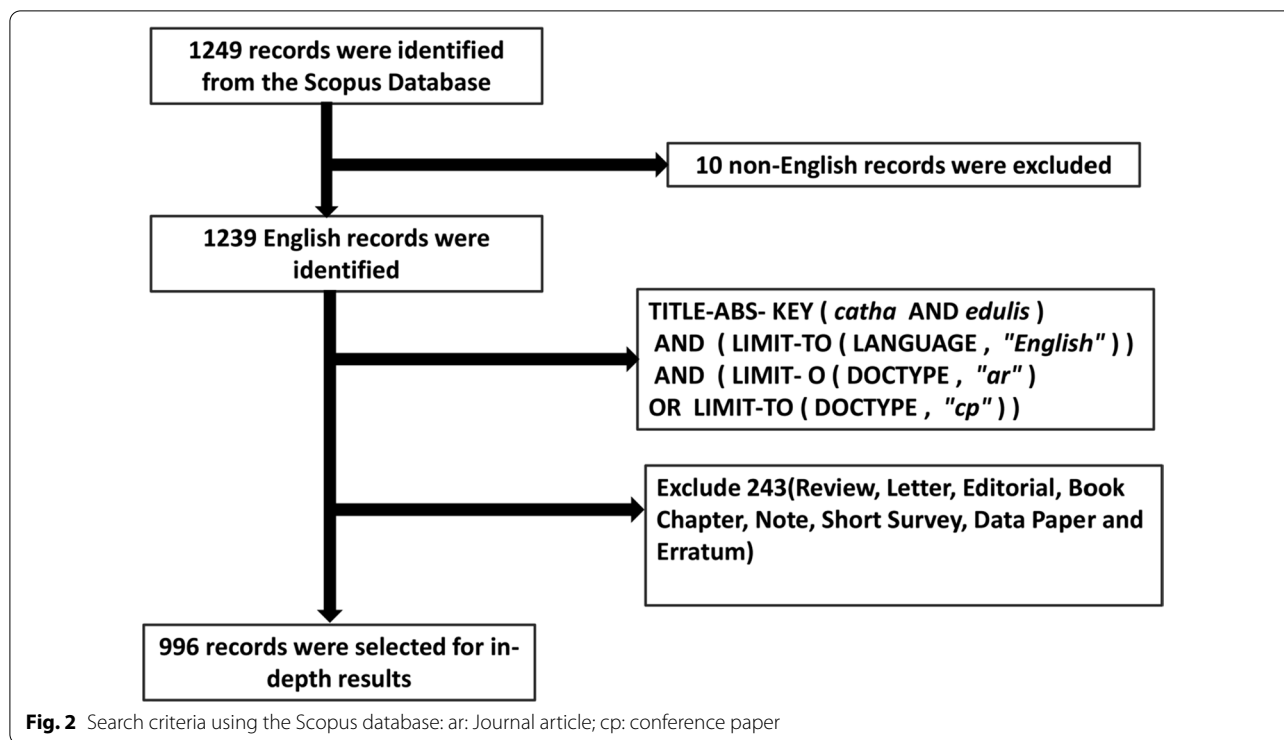 1249 records were identified
from the Scopus Database
10 non-English records were excluded
1239 English records were
identified
TITLE-ABS- KEY ( catha AND edulis )
AND ( LIMIT-TO ( LANGUAGE , "English" ) )
AND ( LIMIT- O ( DOCTYPE , "ar" )
OR LIMIT-TO ( DOCTYPE , "cp" ) )
Exclude 243(Review, Letter, Editorial, Book
Chapter, Note, Short Survey, Data Paper and
Erratum)
996 records were selected for in-
depth results
Fig. 2 Search criteria using the Scopus database: ar: Journal article; cp: conference paper